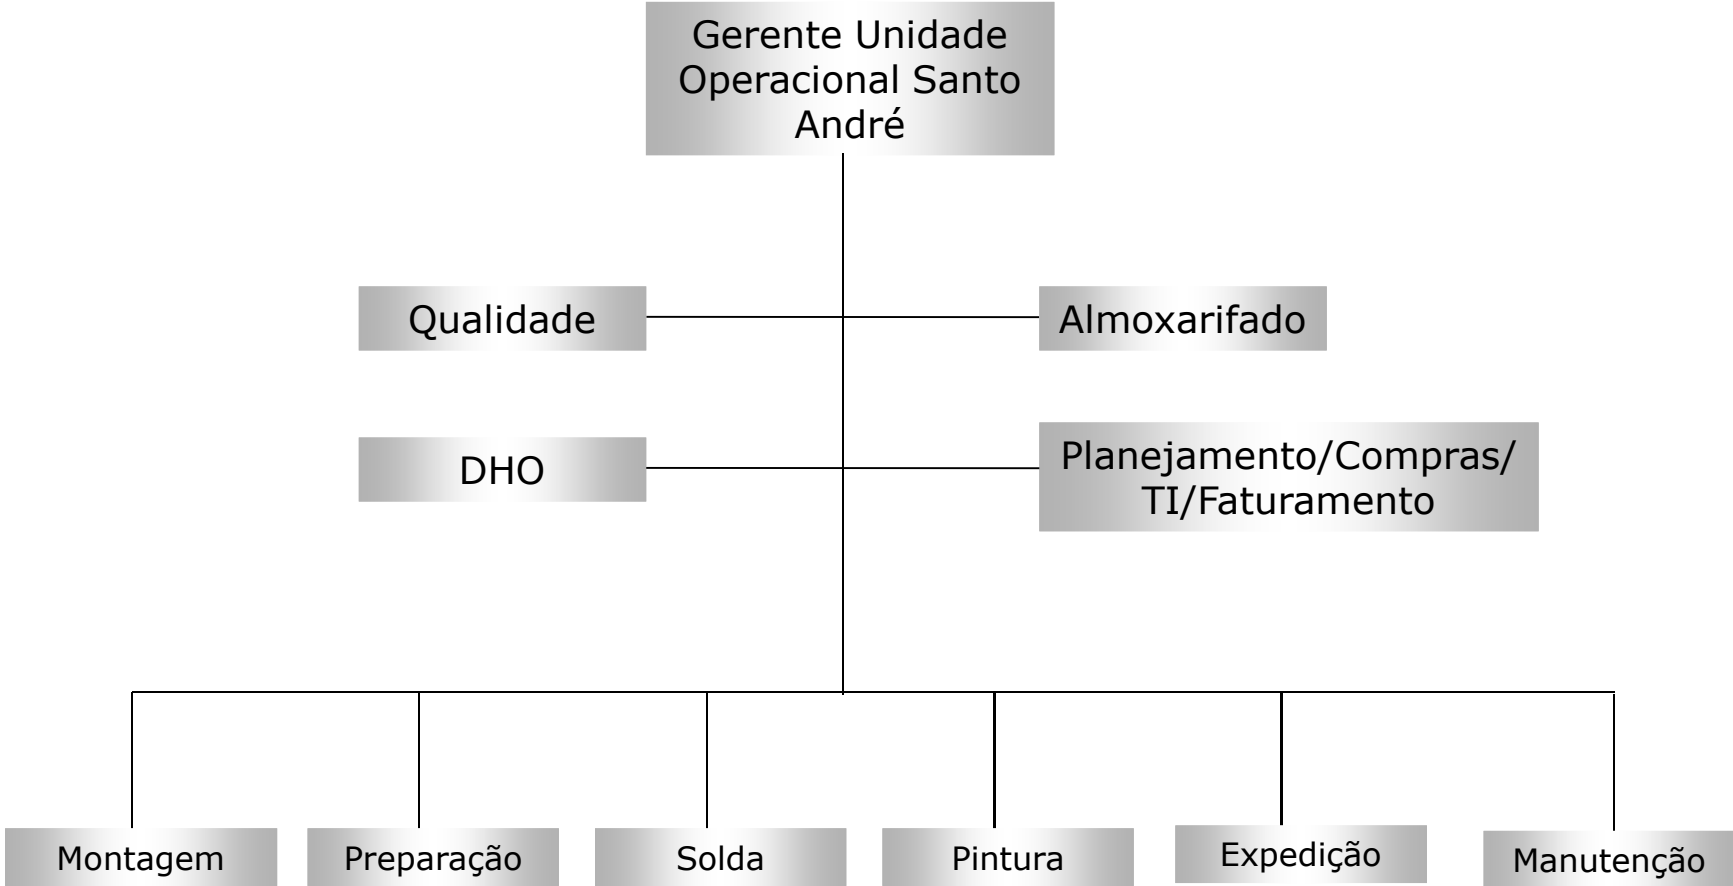 Gerente Unidade
Operacional Santo
André
Qualidade
Almoxarifado
DHO
Planejamento/Compras/
TI/Faturamento
Montagem
Preparação
Solda
Pintura
Expedição
Manutenção